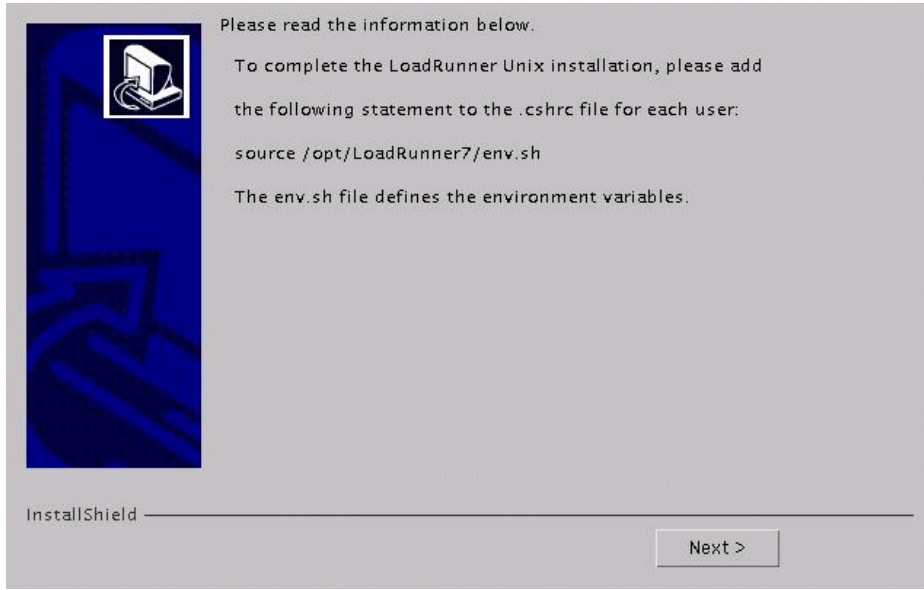 Please read the information below.
To complete the LoadRunner Unix installation, please add
the following statement to the .cshrc file for each user:
source /opt/LoadRunner7/env.sh
The env.sh file defines the environment variables.
InstallShield
Next >